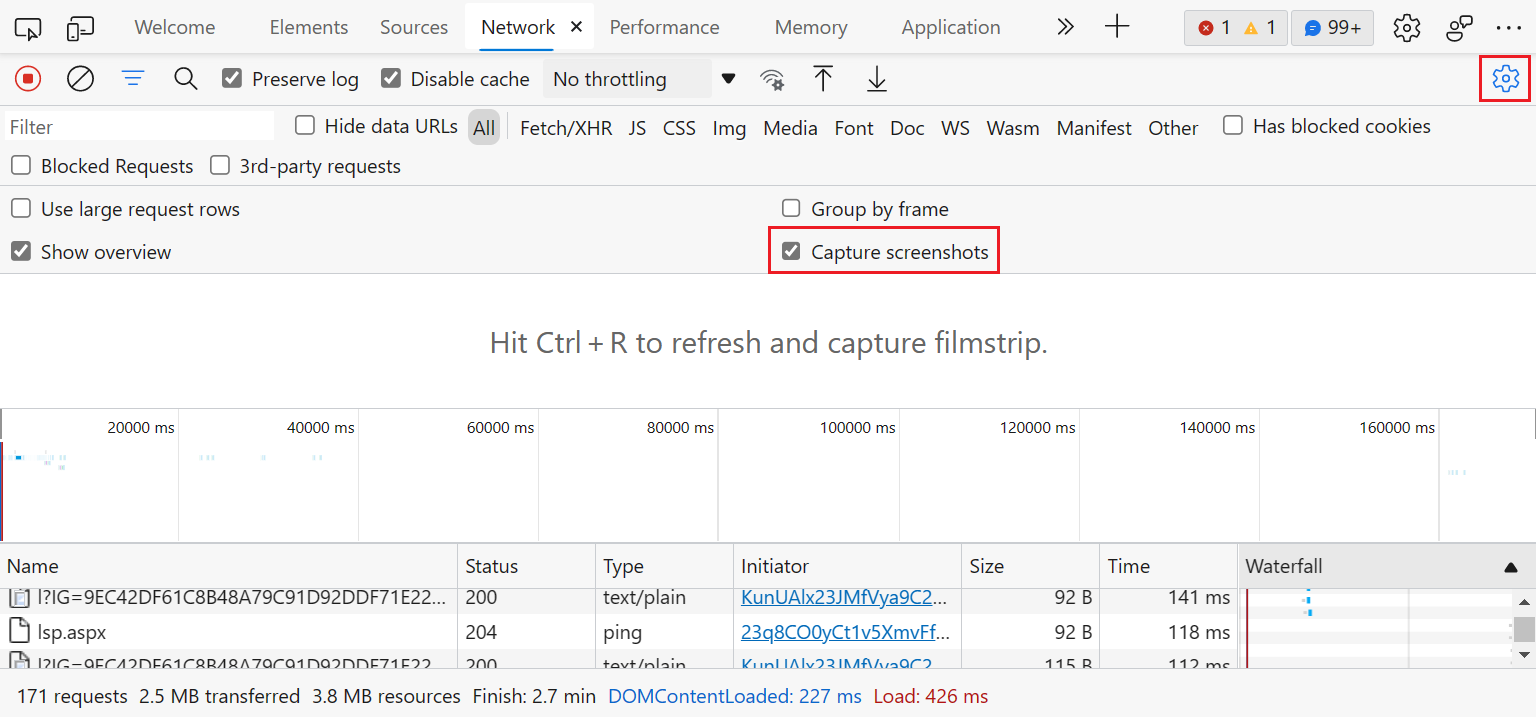 Welcome Elements Sources Network Performance Memory Application 1 1 99+
Preserve log Disable cache No throttling
Filter Hide data URLs All Fetch/XHR JS CSS Img Media Font Doc WS Wasm Manifest Other Has blocked cookies
Blocked Requests 3rd-party requests
Use large request rows Group by frame
Show overview Capture screenshots
Hit Ctrl + R to refresh and capture filmstrip.
20000 ms 40000 ms 60000 ms 80000 ms 100000 ms 120000 ms 140000 ms 160000 ms
Name Status Type Initiator Size Time Waterfall
l?IG=9EC42DF61C8B48A79C91D92DDF71E22... 200 text/plain KunUAlx23JMfVya9C2... 92 B 141 ms
lsp.aspx 204 ping 23q8CO0yCt1v5XmvFf... 92 B 118 ms
l?IG=9EC42DF61C8B48A79C91D92DDF71E22... 200 text/plain KunUAlx23JMfVya9C2... 115 B 112 ms
171 requests 2.5 MB transferred 3.8 MB resources Finish: 2.7 min DOMContentLoaded: 227 ms Load: 426 ms